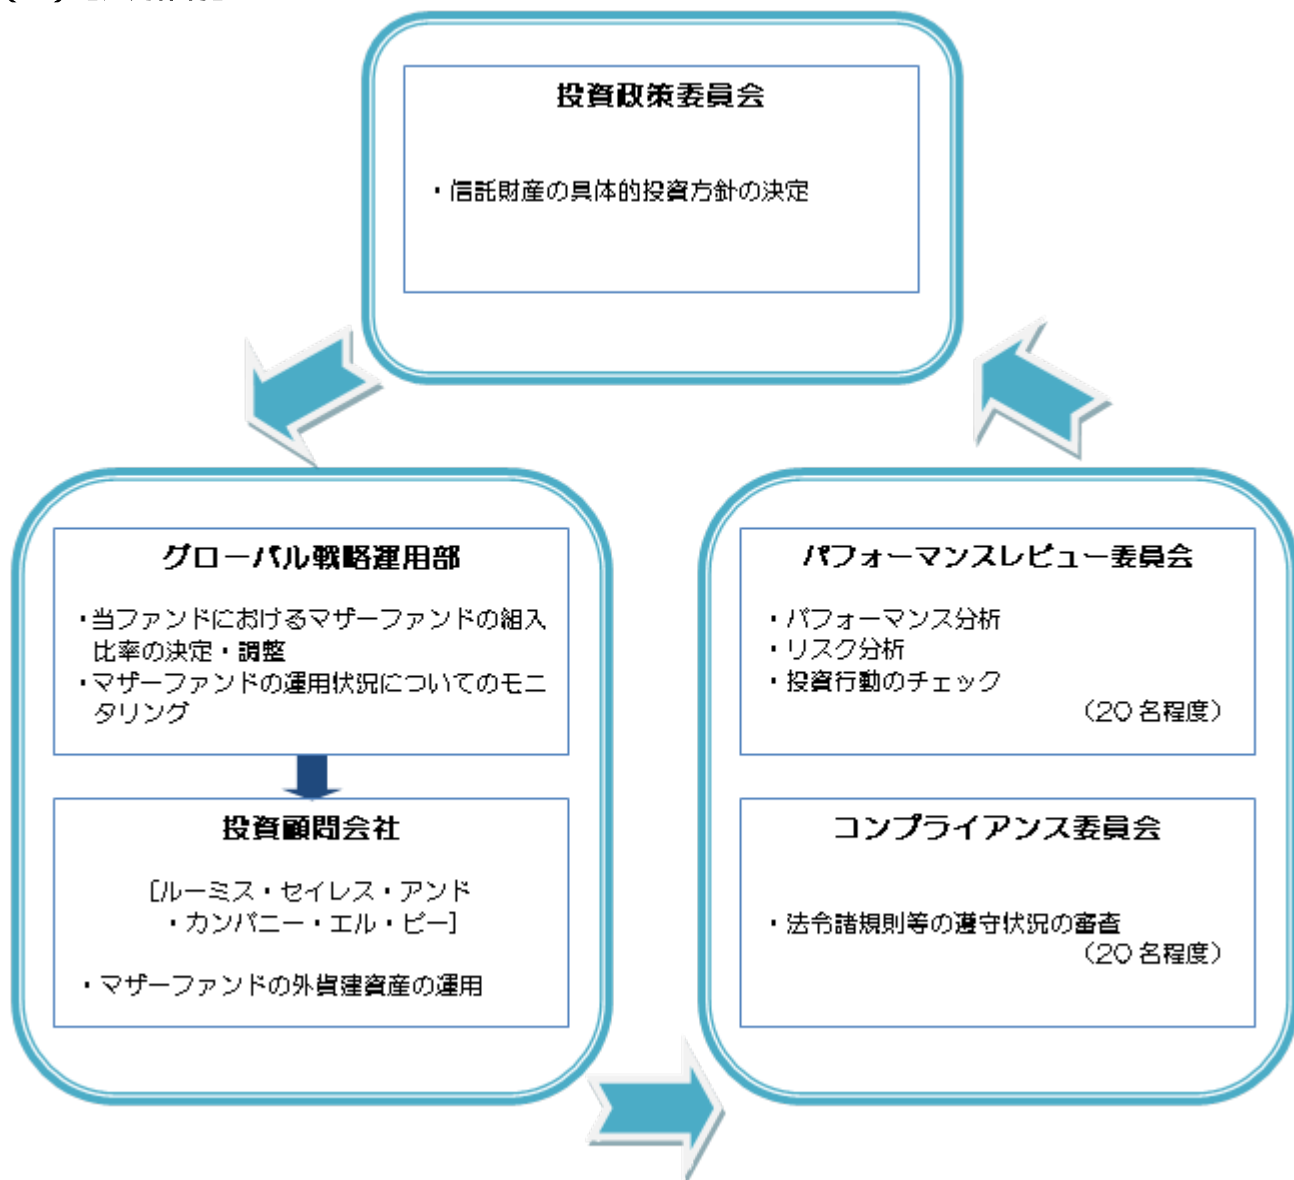 投資政策委員会
・信託財産の具体的投資方針の決定
グローバル戦略運用部
・当ファンドにおけるマザーファンドの組入
比率の決定・調整
・マザーファンドの運用状況についてのモニ
タリング
投資顧問会社
[ルーミス・セイレス・アンド
・カンパニー・エル・ピー]
・マザーファンドの外貨建資産の運用
パフォーマンスレビュー委員会
・パフォーマンス分析
・リスク分析
・投資行動のチェック
（20 名程度）
コンプライアンス委員会
・法令諸規則等の遵守状況の審査
（20 名程度）